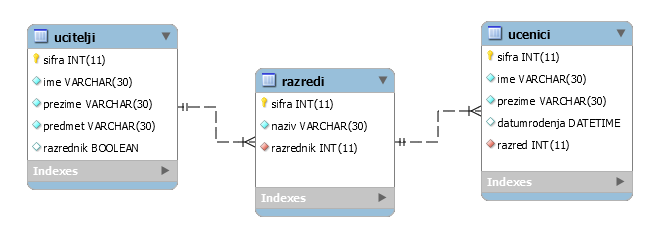 ucitelji
sifra INT(11)
ime VARCHAR(30)
prezime VARCHAR(30)
predmet VARCHAR(30)
razrednik BOOLEAN
Indexes
razredi
sifra INT(11)
naziv VARCHAR(30)
razrednik INT(11)
Indexes
ucenici
sifra INT(11)
ime VARCHAR(30)
prezime VARCHAR(30)
datumrodenja DATETIME
razred INT(11)
Indexes